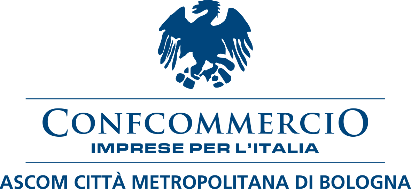 CONFCOMMERCIO
IMPRESE PER L'ITALIA
ASCOM CITTÀ METROPOLITANA DI BOLOGNA